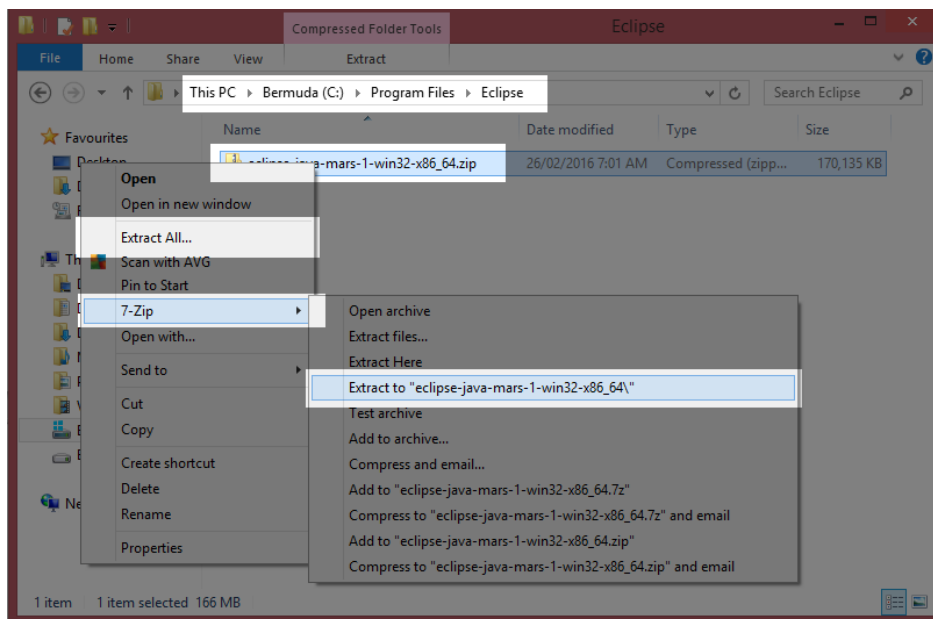 Compressed Folder Tools
Eclipse
File Home Share View Extract
This PC Bermuda (C:) Program Files Eclipse
Search Eclipse
Favourites
Name Date modified Type Size
Desktop
eclipse-java-mars-1-win32-x86_64.zip 26/02/2016 7:01 AM Compressed (zipp... 170,135 KB
Open
Open in new window
Extract All...
Th
Scan with AVG
Pin to Start
7-Zip
Open with...
Send to
Cut
Copy
Create shortcut
Delete
Ne
Rename
Properties
Open archive
Extract files...
Extract Here
Extract to "eclipse-java-mars-1-win32-x86_64\"
Test archive
Add to archive...
Compress and email...
Add to "eclipse-java-mars-1-win32-x86_64.7z"
Compress to "eclipse-java-mars-1-win32-x86_64.7z" and email
Add to "eclipse-java-mars-1-win32-x86_64.zip"
Compress to "eclipse-java-mars-1-win32-x86_64.zip" and email
1 item 1 item selected 166 MB